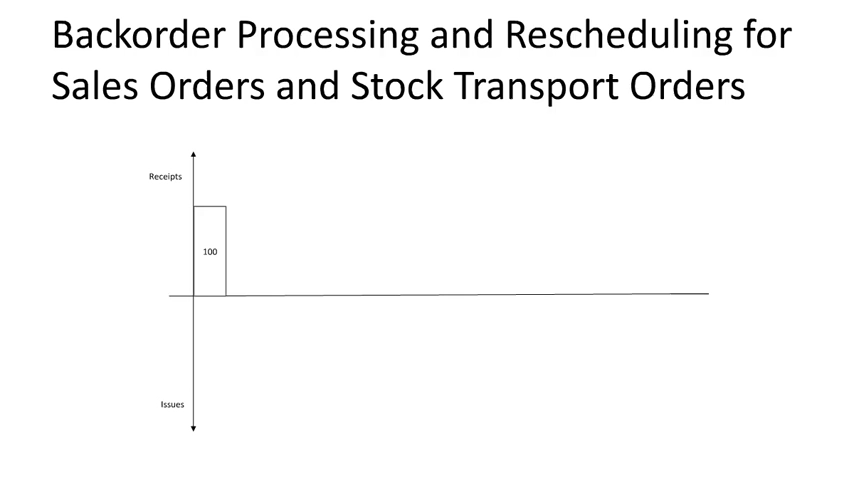 Backorder Processing and Rescheduling for
Sales Orders and Stock Transport Orders
Receipts
100
Issues